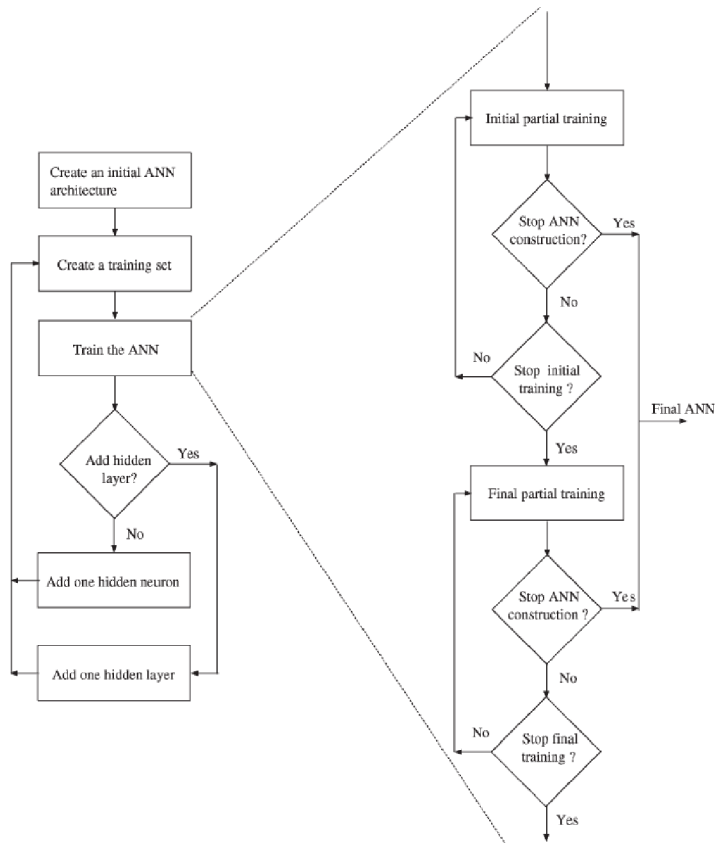 Create an initial ANN
architecture
Create a training set
Train the ANN
Add hidden
layer?
Yes
No
Add one hidden neuron
Add one hidden layer
Initial partial training
Stop ANN
construction?
Yes
No
Stop initial
training ?
No
Yes
Final ANN
Final partial training
Stop ANN
construction ?
Yes
No
Stop final
training ?
No
Yes